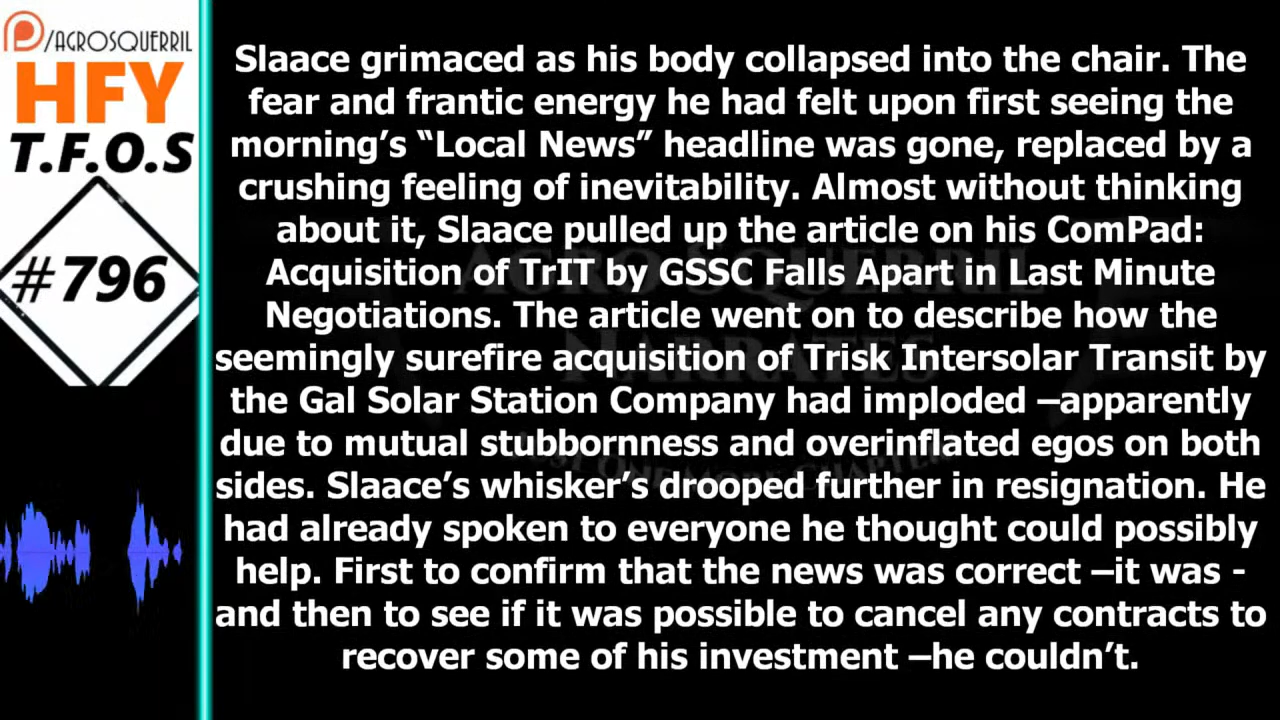 /AGROSQUERRIL
HFY
T.F.O.S
#796
Slaace grimaced as his body collapsed into the chair. The
fear and frantic energy he had felt upon first seeing the
morning’s “Local News” headline was gone, replaced by a
crushing feeling of inevitability. Almost without thinking
about it, Slaace pulled up the article on his ComPad:
Acquisition of TrIT by GSSC Falls Apart in Last Minute
Negotiations. The article went on to describe how the
seemingly surefire acquisition of Trisk Intersolar Transit by
the Gal Solar Station Company had imploded –apparently
due to mutual stubbornness and overinflated egos on both
sides. Slaace’s whisker’s drooped further in resignation. He
had already spoken to everyone he thought could possibly
help. First to confirm that the news was correct –it was -
and then to see if it was possible to cancel any contracts to
recover some of his investment –he couldn’t.
AGROSQUERRIL
NARRATES
JUST ONE MORE CHAPTER